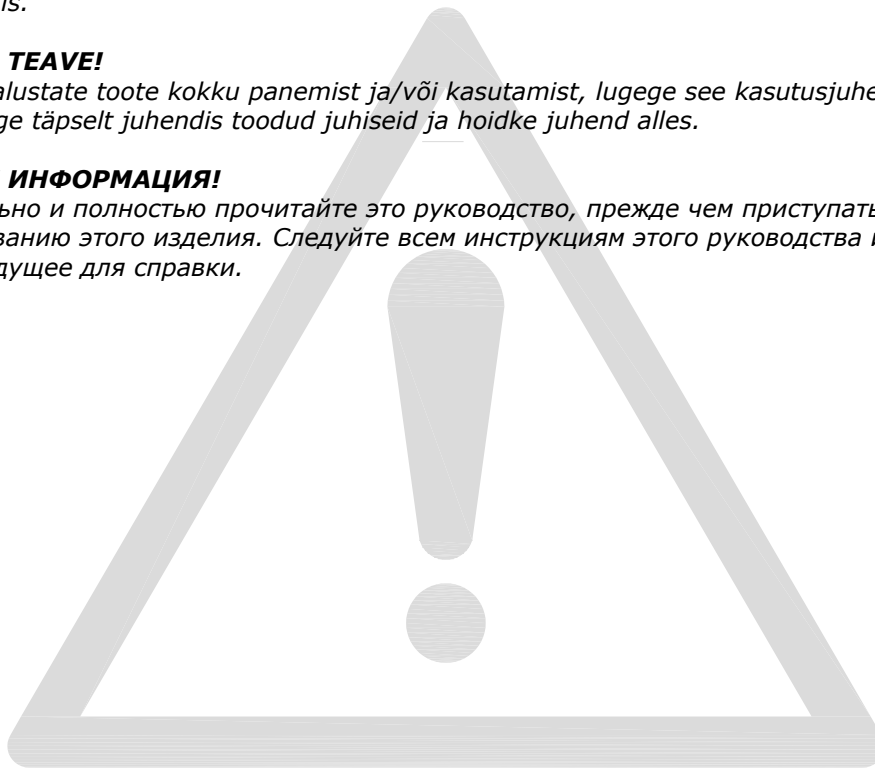 is.
TEAVE!
alustate toote kokku panemist ja/või kasutamist, lugege see kasutusjuhe
ge täpselt juhendis toodud juhiseid ja hoidke juhend alles.
ИНФОРМАЦИЯ!
ьно и полностью прочитайте это руководство, прежде чем приступать
ванию этого изделия. Следуйте всем инструкциям этого руководства и
дущее для справки.